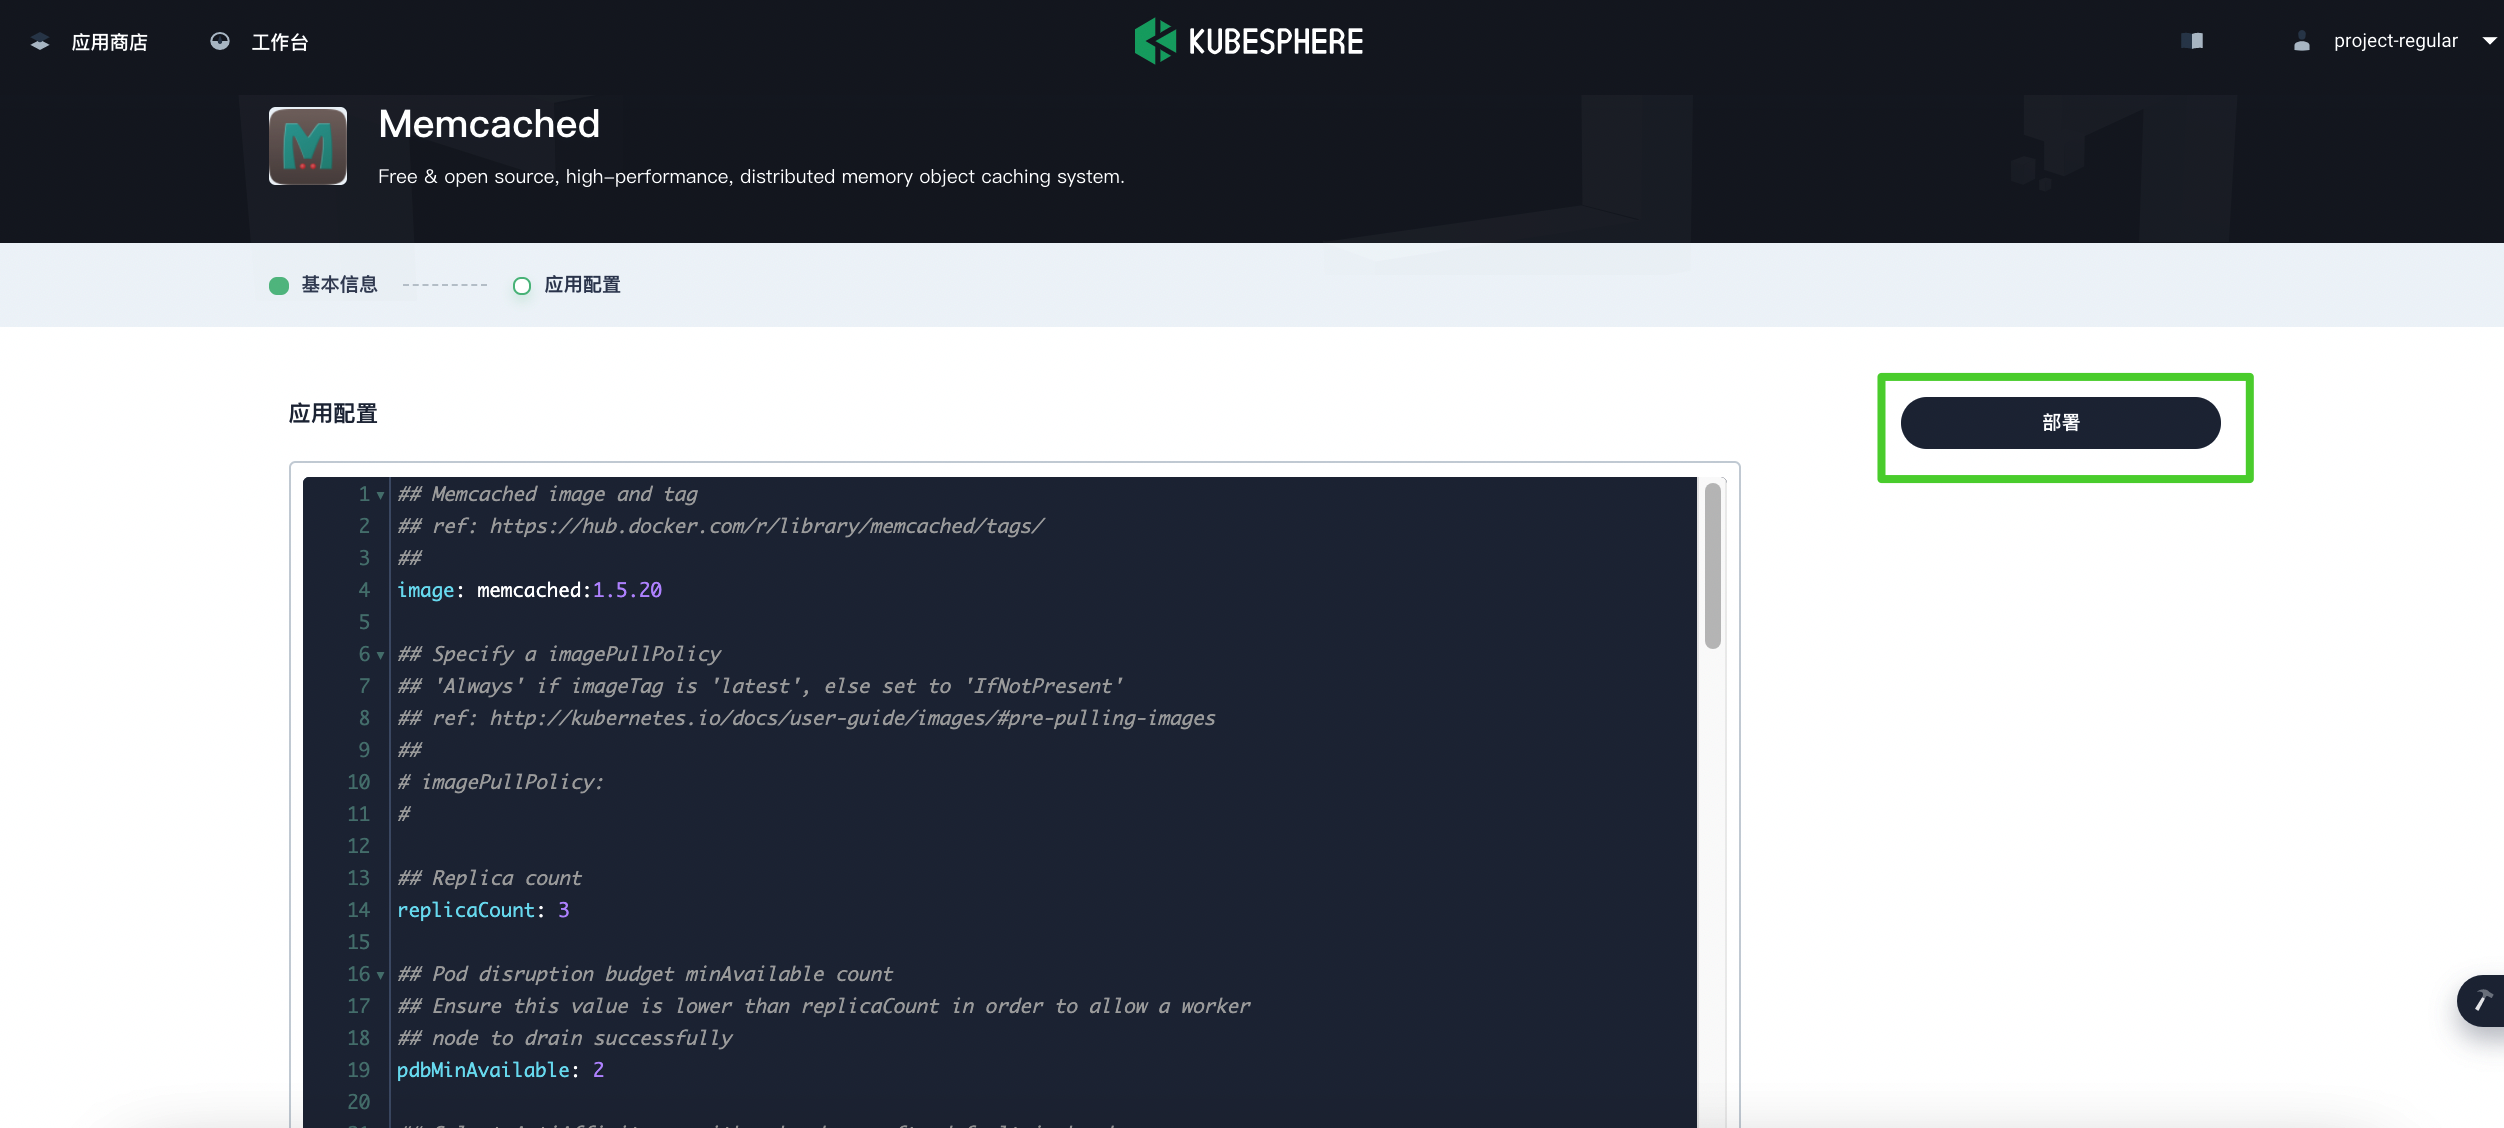 应用商店
工作台
KUBESPHERE
project-regular
Memcached
Free & open source, high-performance, distributed memory object caching system.
基本信息
应用配置
应用配置
部署
1 ## Memcached image and tag
2 ## ref: https://hub.docker.com/r/library/memcached/tags/
3 ##
4 image: memcached:1.5.20
5
6 ## Specify a imagePullPolicy
7 ## 'Always' if imageTag is 'latest', else set to 'IfNotPresent'
8 ## ref: http://kubernetes.io/docs/user-guide/images/#pre-pulling-images
9 ##
10 # imagePullPolicy:
11 #
12
13 ## Replica count
14 replicaCount: 3
15
16 ## Pod disruption budget minAvailable count
17 ## Ensure this value is lower than replicaCount in order to allow a worker
18 ## node to drain successfully
19 pdbMinAvailable: 2
20